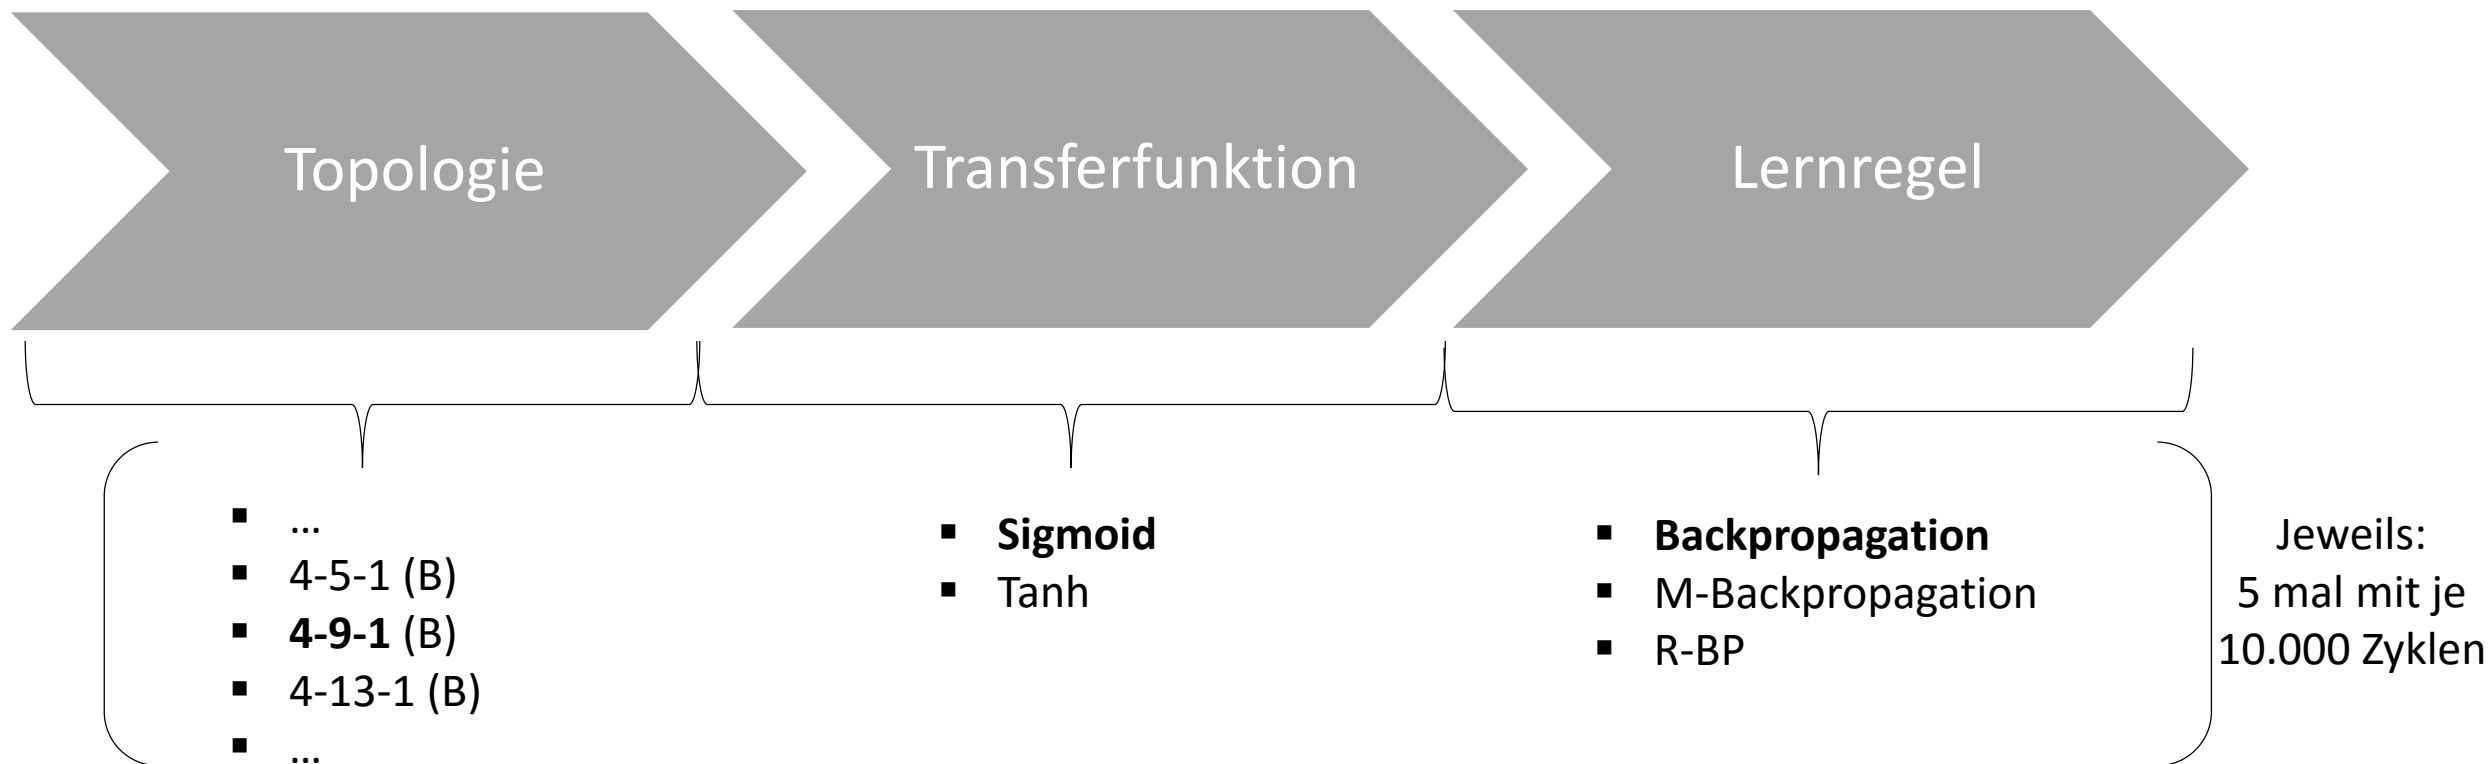 Topologie
Transferfunktion
Lernregel
...
4-5-1 (B)
4-9-1 (B)
4-13-1 (B)
...
Sigmoid
Tanh
Backpropagation
M-Backpropagation
R-BP
Jeweils:
5 mal mit je
10.000 Zyklen